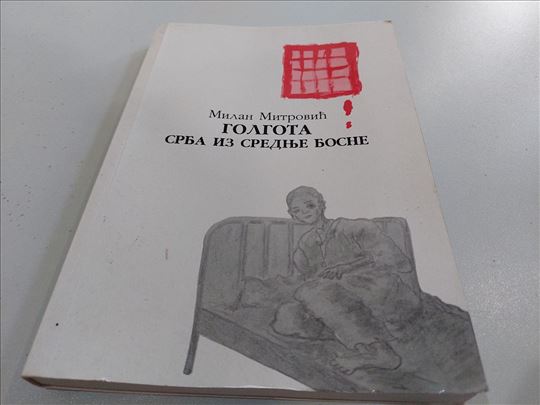 Милан Митровић
ГОЛГОТА
СРБА ИЗ СРЕДЊЕ БОСНЕ